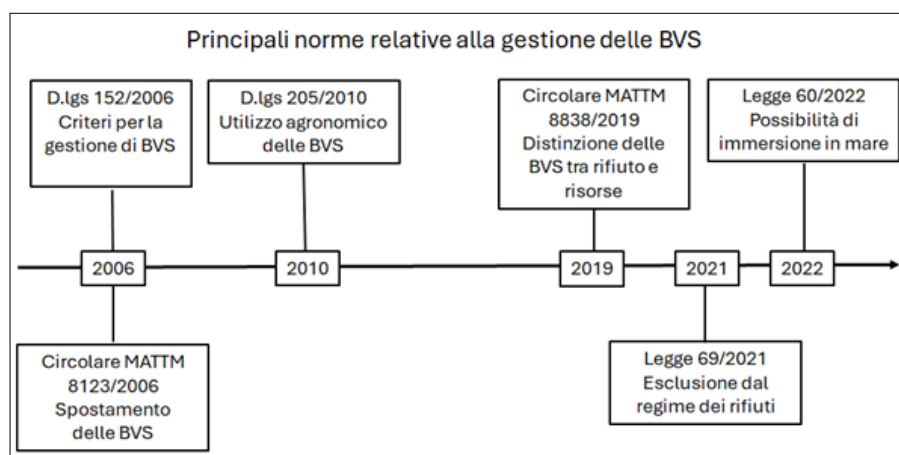 Principali norme relative alla gestione delle BVS
D.lgs 152/2006
Criteri per la
gestione di BVS
D.lgs 205/2010
Utilizzo agronomico
delle BVS
Circolare MATTM
8838/2019
Distinzione delle
BVS tra rifiuto e
risorse
Legge 60/2022
Possibilità di
immersione in mare
2006
2010
2019
2021
2022
Circolare MATTM
8123/2006
Spostamento
delle BVS
Legge 69/2021
Esclusione dal
regime dei rifiuti